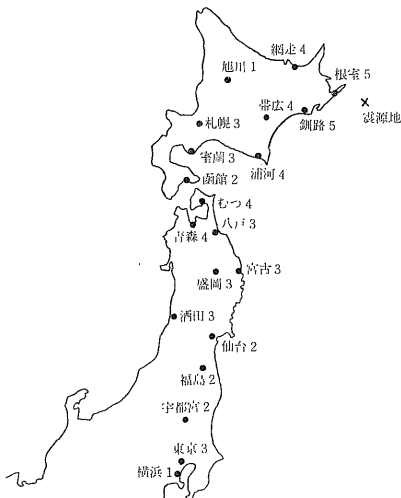 網走 4
旭川 1
根室 5
帯広 4
釧路 5
震源地
札幌 3
室蘭 3
浦河 4
函館 2
むつ 4
八戸 3
青森 4
盛岡 3
宮古 3
酒田 3
仙台 2
福島 2
宇都宮 2
東京 3
横浜 1